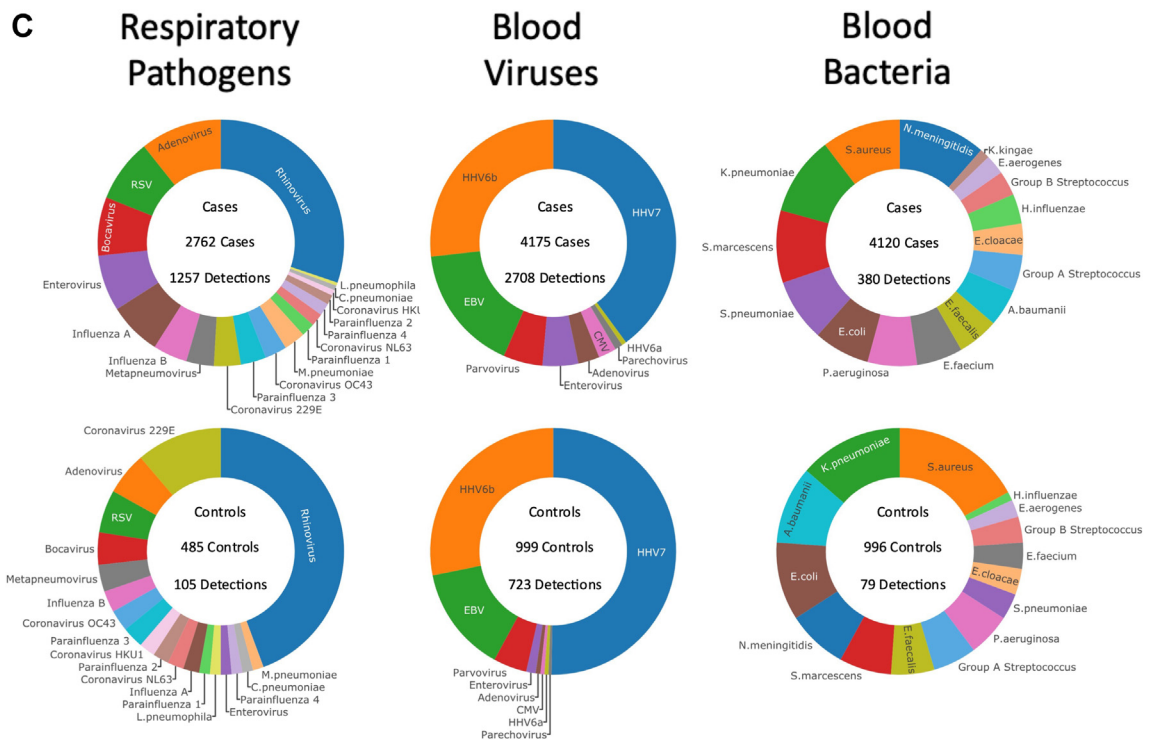 C
Respiratory
Pathogens
Blood
Viruses
Blood
Bacteria
Adenovirus
RSV
Bocavirus
Enterovirus
Influenza A
Influenza B
Metapneumovirus
Rhinovirus
Cases
2762 Cases
1257 Detections
L.pneumophila
C.pneumoniae
Coronavirus HKU
Parainfluenza 2
Parainfluenza 4
Coronavirus NL63
Parainfluenza 1
M.pneumoniae
Coronavirus OC43
Parainfluenza 3
Coronavirus 229E
HHV6b
EBV
Parvovirus
HHV7
Cases
4175 Cases
2708 Detections
CMV
HHV6a
Parechovirus
Adenovirus
Enterovirus
S.aureus
K.pneumoniae
S.marcescens
S.pneumoniae
E.coli
P.aeruginosa
N.meningitidis
Cases
4120 Cases
380 Detections
K.kingae
E.aerogenes
Group B Streptococcus
H.influenzae
E.cloacae
Group A Streptococcus
A.baumanii
E.faecalis
E.faecium
Coronavirus 229E
Adenovirus
RSV
Bocavirus
Metapneumovirus
Influenza B
Coronavirus OC43
Parainfluenza 3
Coronavirus HKU1
Parainfluenza 2
Coronavirus NL63
Influenza A
Parainfluenza 1
L.pneumophila
Rhinovirus
Controls
485 Controls
105 Detections
M.pneumoniae
C.pneumoniae
Parainfluenza 4
Enterovirus
HHV6b
EBV
HHV7
Controls
999 Controls
723 Detections
Parvovirus
Enterovirus
Adenovirus
CMV
HHV6a
Parechovirus
K.pneumoniae
A.baumanii
E.coli
N.meningitidis
S.marcescens
S.aureus
Controls
996 Controls
79 Detections
H.influenzae
E.aerogenes
Group B Streptococcus
E.faecium
E.cloacae
S.pneumoniae
P.aeruginosa
Group A Streptococcus
E.faecalis